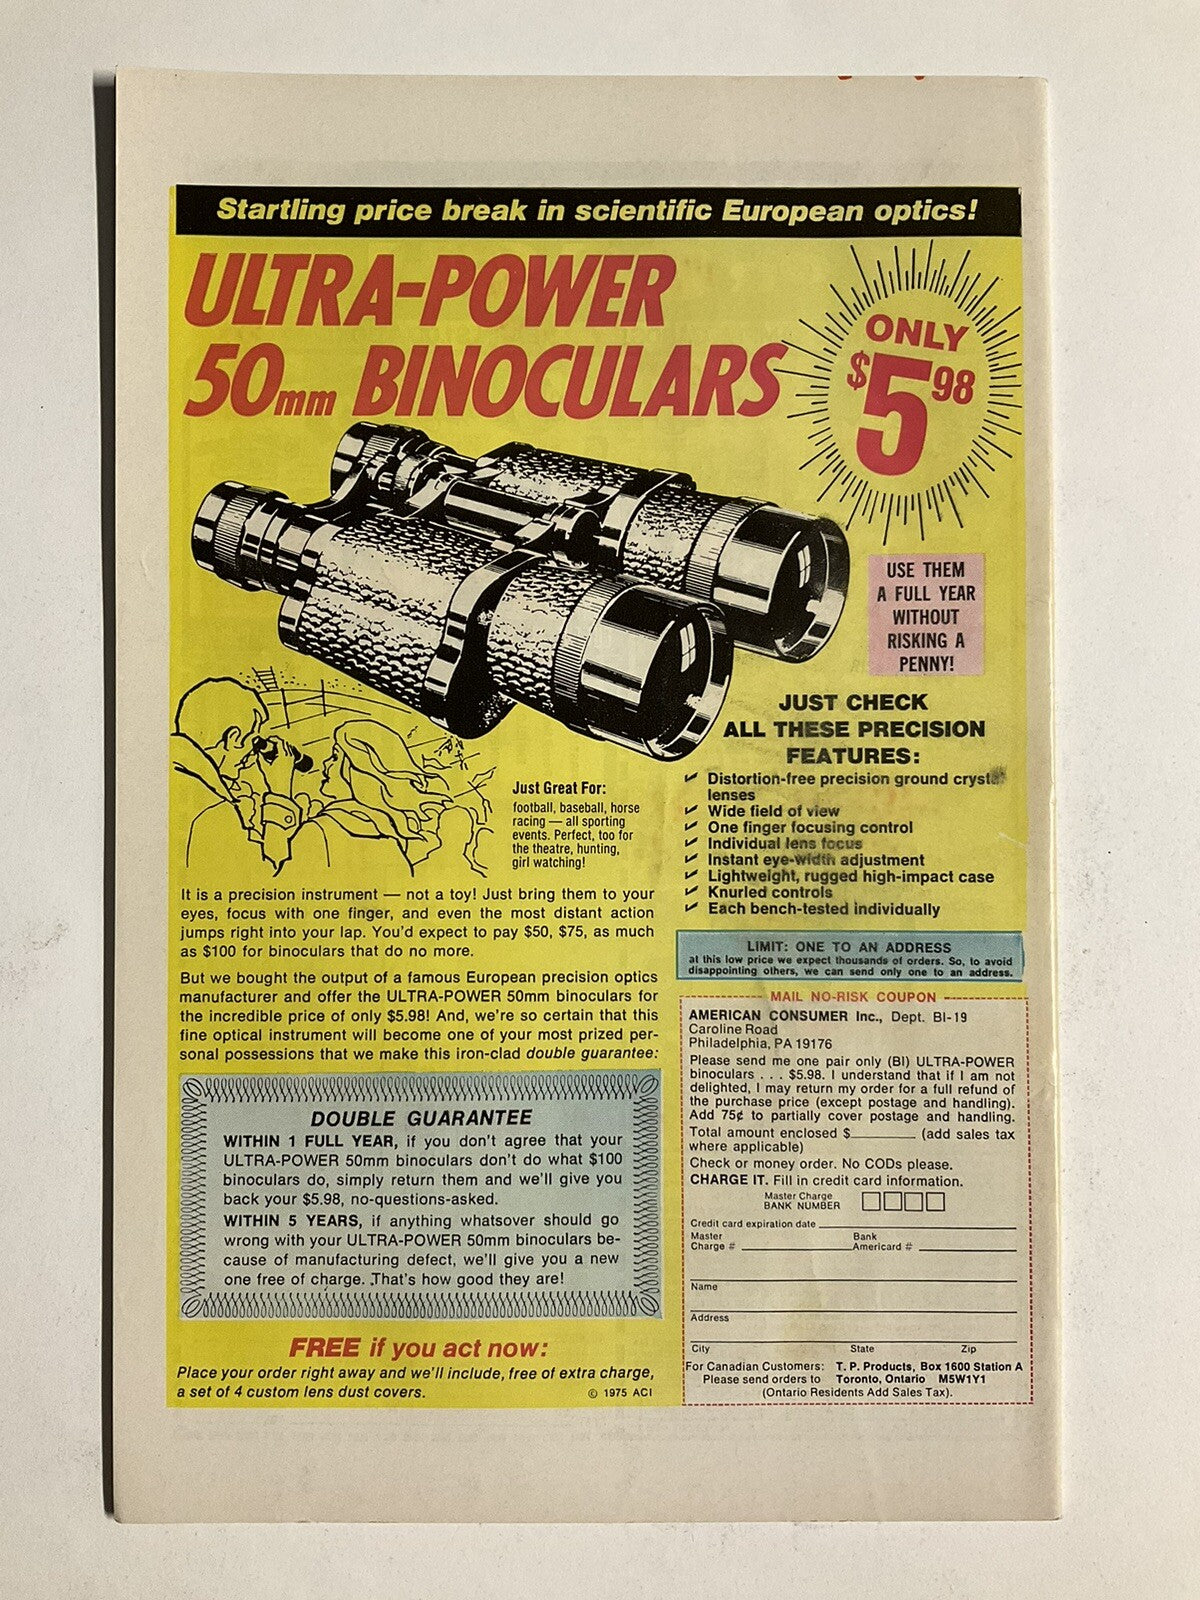 Startling price break in scientific European optics!
ULTRA-POWER
50mm BINOCULARS
ONLY
$5 98
USE THEM
A FULL YEAR
WITHOUT
RISKING A
PENNY!
JUST CHECK
ALL THESE PRECISION
FEATURES:
Distortion-free precision ground
lenses
Wide field of view
One finger focusing control
Individual lens focus
Instant eye-width adjustment
Lightweight, rugged high-impact case
Knurled controls
Each bench-tested individually
Just Great For:
football, baseball, horse
racing — all sporting
events. Perfect, too for
the theatre, hunting,
girl watching!
It is a precision instrument — not a toy! Just bring them to your
eyes, focus with one finger, and even the most distant action
jumps right into your lap. You'd expect to pay $50, $75, as much
as $100 for binoculars that do no more.
But we bought the output of a famous European precision optics
manufacturer and offer the ULTRA-POWER 50mm binoculars for
the incredible price of only $5.98! And, we're so certain that this
fine optical instrument will become one of your most prized per-
sonal possessions that we make this iron-clad double guarantee:
DOUBLE GUARANTEE
WITHIN 1 FULL YEAR, if you don't agree that your
ULTRA-POWER 50mm binoculars don't do what $100
binoculars do, simply return them and we'll give you
back your $5.98, no-questions-asked.
WITHIN 5 YEARS, if anything whatsover should go
wrong with your ULTRA-POWER 50mm binoculars be-
cause of manufacturing defect, we'll give you a new
one free of charge. That's how good they are!
FREE if you act now:
Place your order right away and we'll include, free of extra charge,
a set of 4 custom lens dust covers.
© 1975 ACI
LIMIT: ONE TO AN ADDRESS
at this low price we expect thousands of orders. So, to avoid
disappointing others, we can send only one to an address.
MAIL NO-RISK COUPON
AMERICAN CONSUMER Inc., Dept. BI-19
Caroline Road
Philadelphia, PA 19176
Please send me one pair only (BI) ULTRA-POWER
binoculars . . . $5.98. I understand that if I am not
delighted, I may return my order for a full refund of
the purchase price (except postage and handling).
Add 75¢ to partially cover postage and handling.
Total amount enclosed $ (add sales tax
where applicable)
Check or money order. No CODs please.
CHARGE IT. Fill in credit card information.
Master Charge
BANK NUMBER
Credit card expiration date
Master Bank
Charge # Americard #
Name
Address
City State Zip
For Canadian Customers: T. P. Products, Box 1600 Station A
Please send orders to Toronto, Ontario M5W1Y1
(Ontario Residents Add Sales Tax).